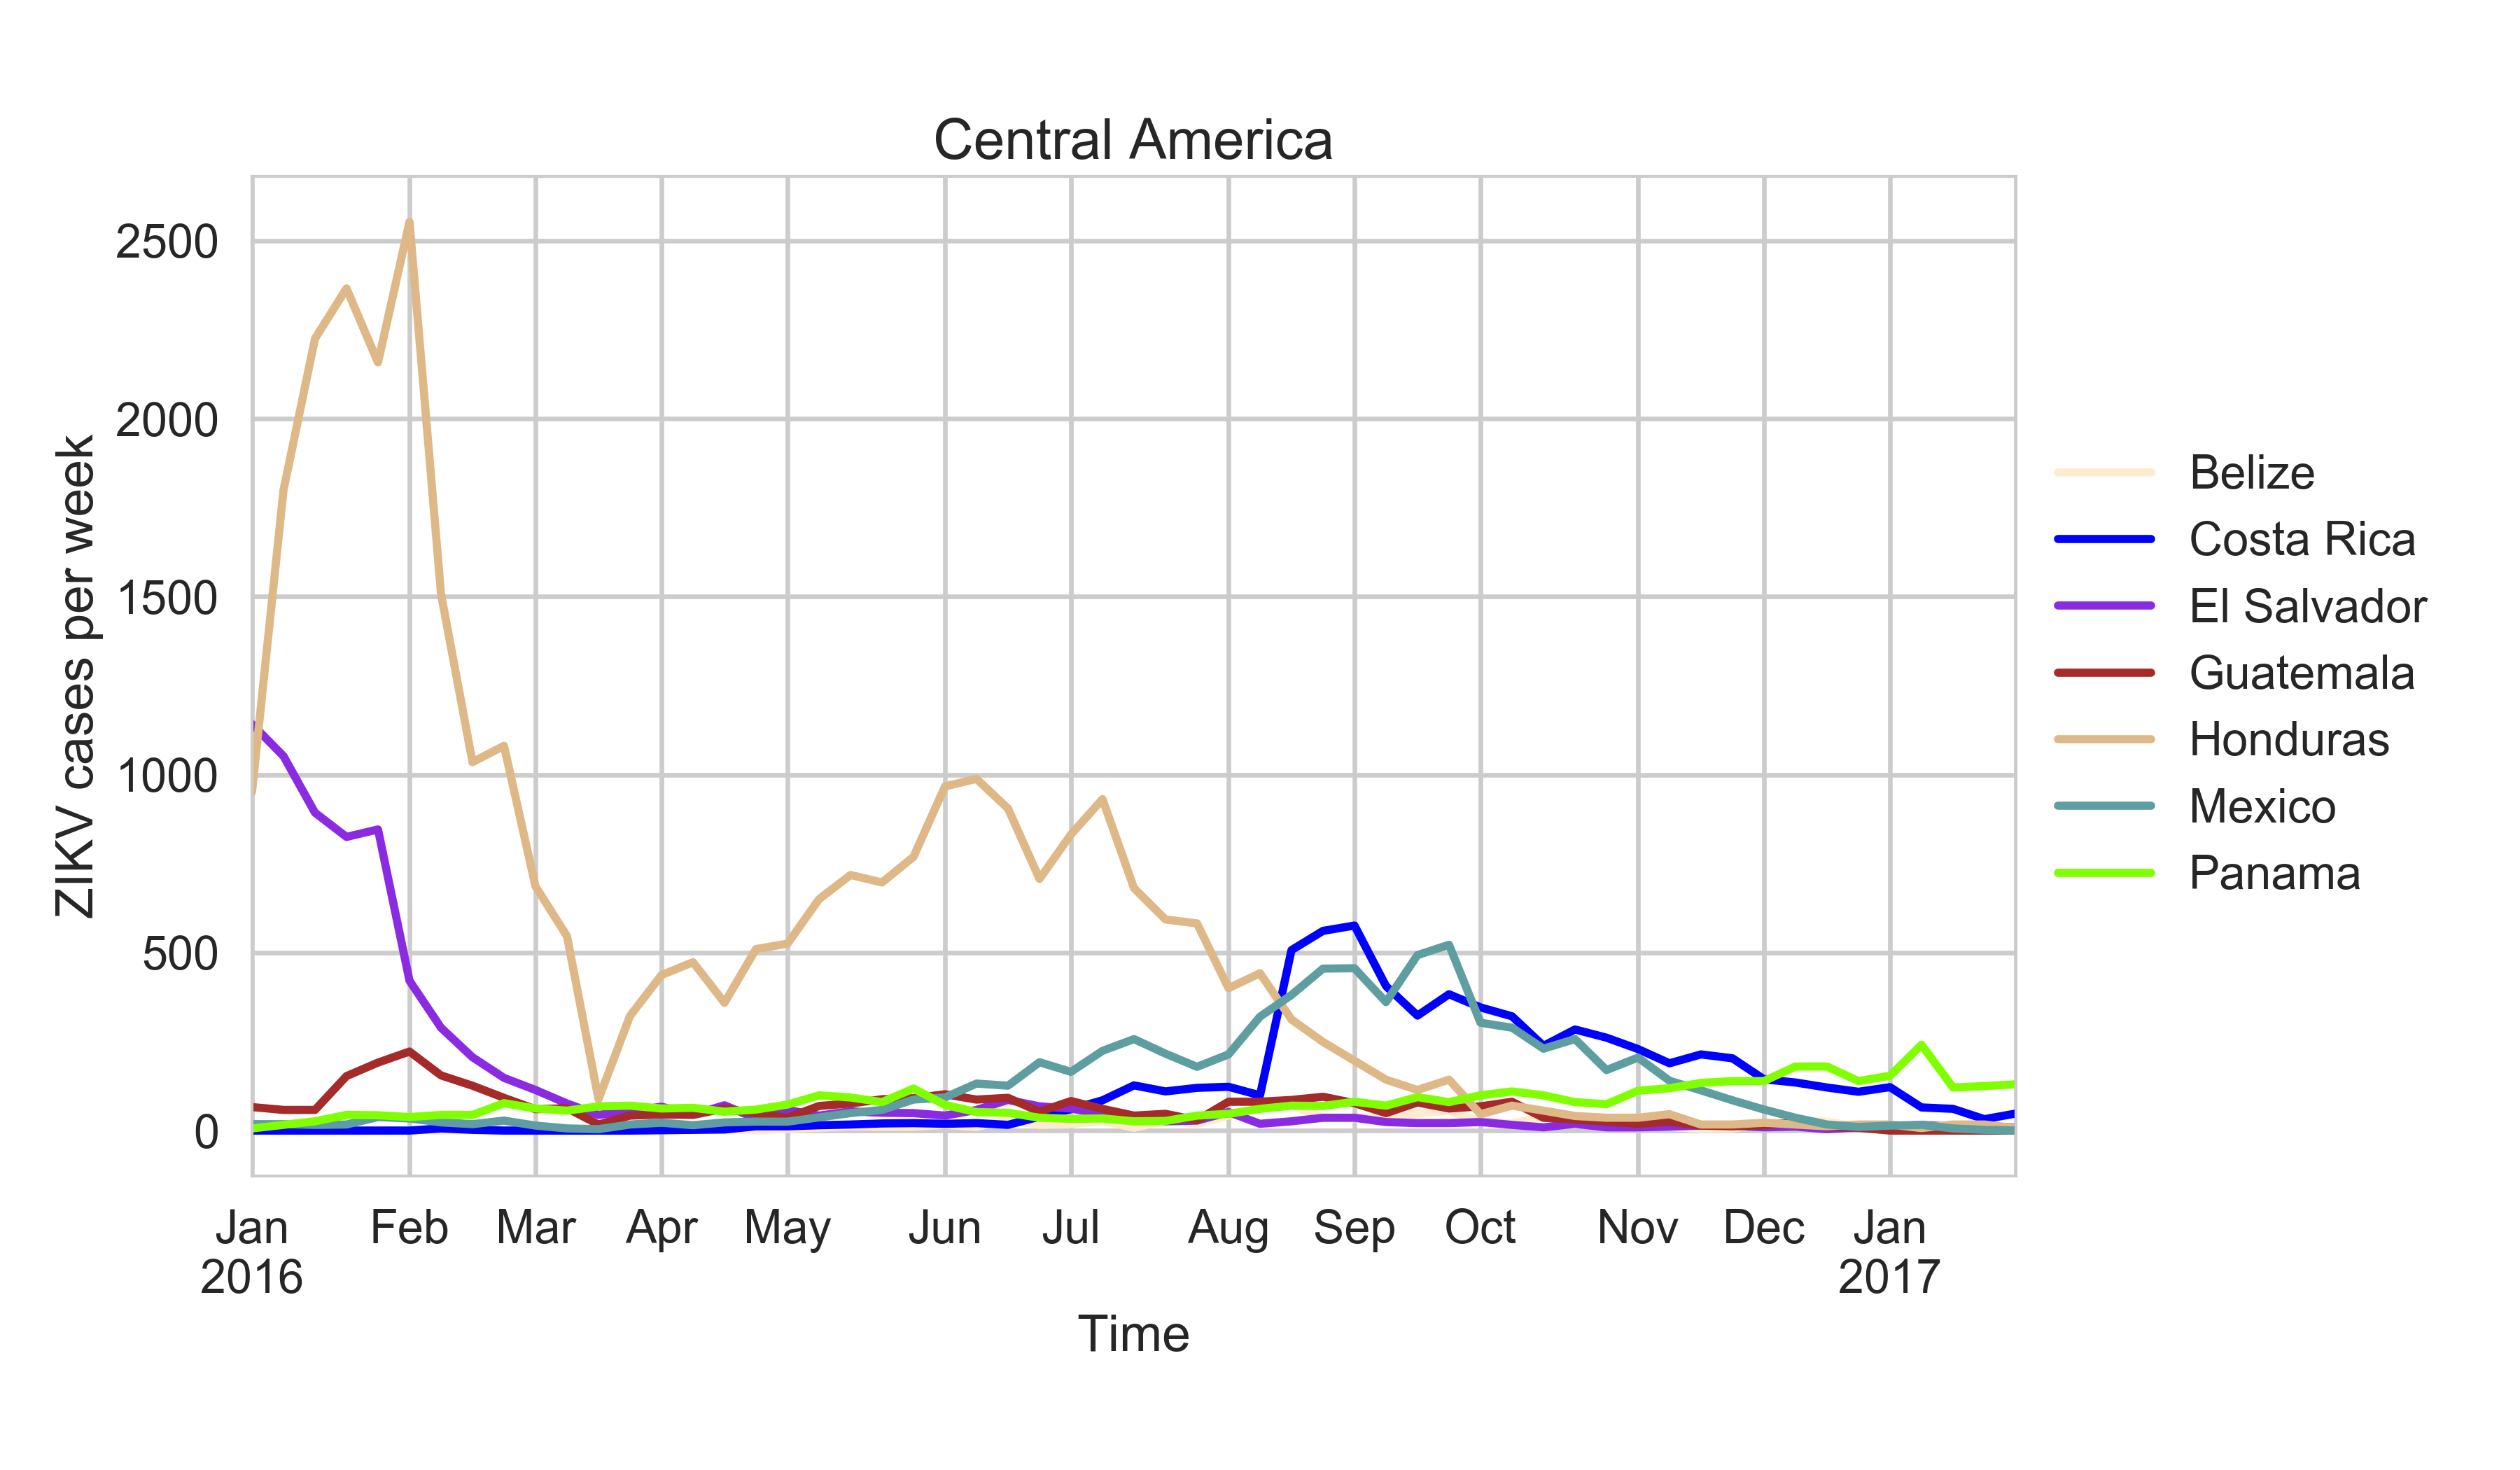 Central America
ZIKV cases per week
2500
2000
1500
1000
500
0
Jan
2016
Feb
Mar
Apr
May
Jun
Jul
Aug
Sep
Oct
Nov
Dec
Jan
2017
Time
Belize
Costa Rica
El Salvador
Guatemala
Honduras
Mexico
Panama